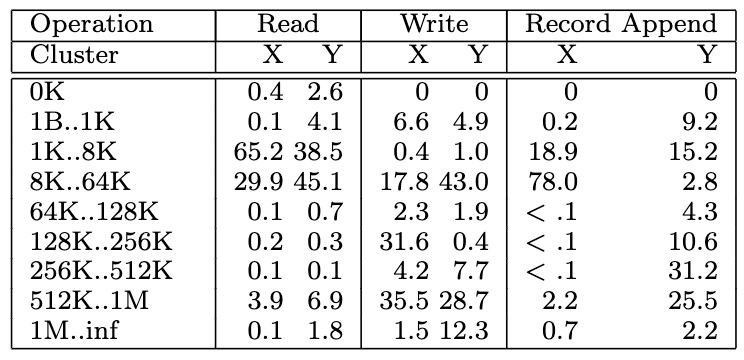 Operation Read Write Record Append
Cluster X Y X Y X Y
0K 0.4 2.6 0 0 0 0
1B..1K 0.1 4.1 6.6 4.9 0.2 9.2
1K..8K 65.2 38.5 0.4 1.0 18.9 15.2
8K..64K 29.9 45.1 17.8 43.0 78.0 2.8
64K..128K 0.1 0.7 2.3 1.9 < .1 4.3
128K..256K 0.2 0.3 31.6 0.4 < .1 10.6
256K..512K 0.1 0.1 4.2 7.7 < .1 31.2
512K..1M 3.9 6.9 35.5 28.7 2.2 25.5
1M..inf 0.1 1.8 1.5 12.3 0.7 2.2